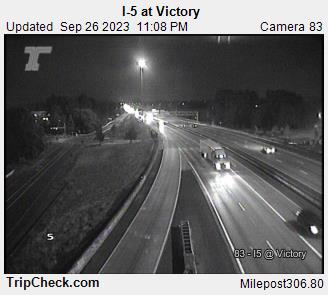 I-5 at Victory
Updated Sep 26 2023 11:08 PM Camera 83
T
S
83 - I5 @ Victory
TripCheck.com Milepost306.80